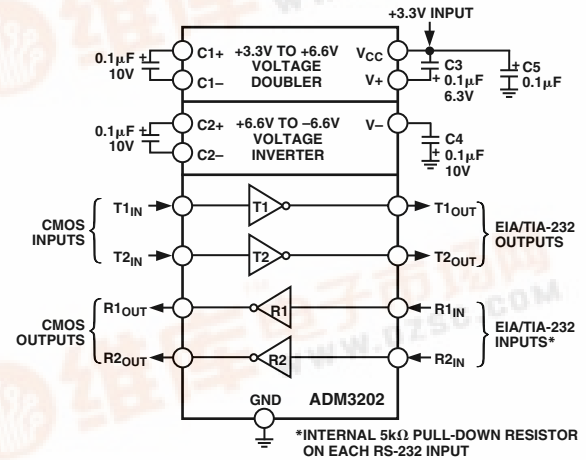 +3.3V INPUT
0.1µF + 10V
C1+
C1–
+3.3V TO +6.6V
VOLTAGE
DOUBLER
VCC
V+
C3
+ 0.1µF
6.3V
+ C5
0.1µF
0.1µF + 10V
C2+
C2–
+6.6V TO –6.6V
VOLTAGE
INVERTER
V–
C4
+ 0.1µF
10V
CMOS
INPUTS
T1IN
T1
T1OUT
T2IN
T2
T2OUT
EIA/TIA-232
OUTPUTS
CMOS
OUTPUTS
R1OUT
R1
R1IN
R2OUT
R2
R2IN
EIA/TIA-232
INPUTS*
GND
ADM3202
*INTERNAL 5kΩ PULL-DOWN RESISTOR
ON EACH RS-232 INPUT
WWW.DZSC.COM